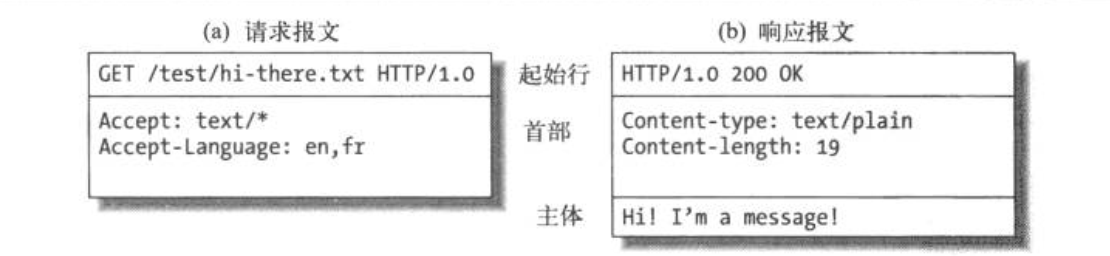 (a) 请求报文
GET /test/hi-there.txt HTTP/1.0
Accept: text/*
Accept-Language: en,fr
起始行
首部
主体
(b) 响应报文
HTTP/1.0 200 OK
Content-type: text/plain
Content-length: 19
Hi! I’m a message!